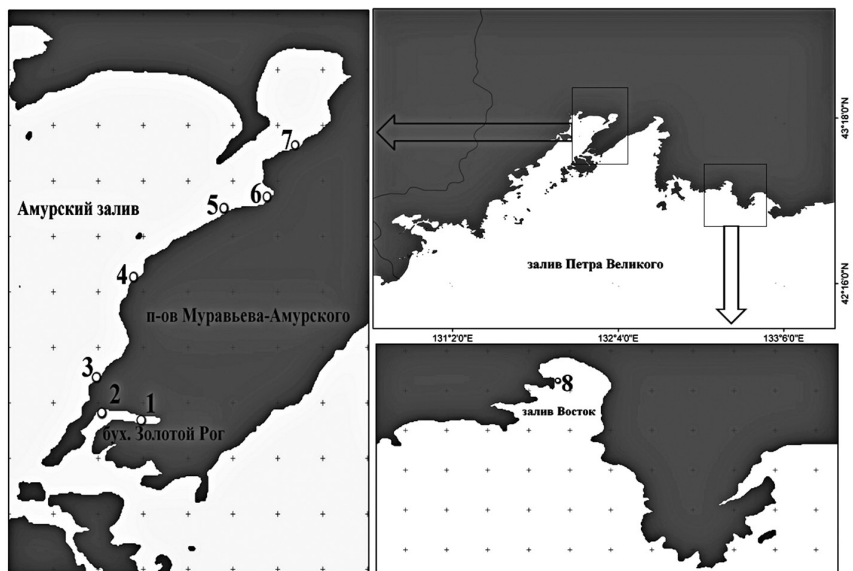 7
6
5
Амурский залив
4
п-ов Муравьева-Амурского
3
2
1
бух. Золотой Рог
43°18'0"N
залив Петра Великого
42°16'0"N
131°2'0"E
132°4'0"E
133°6'0"E
8
залив Восток